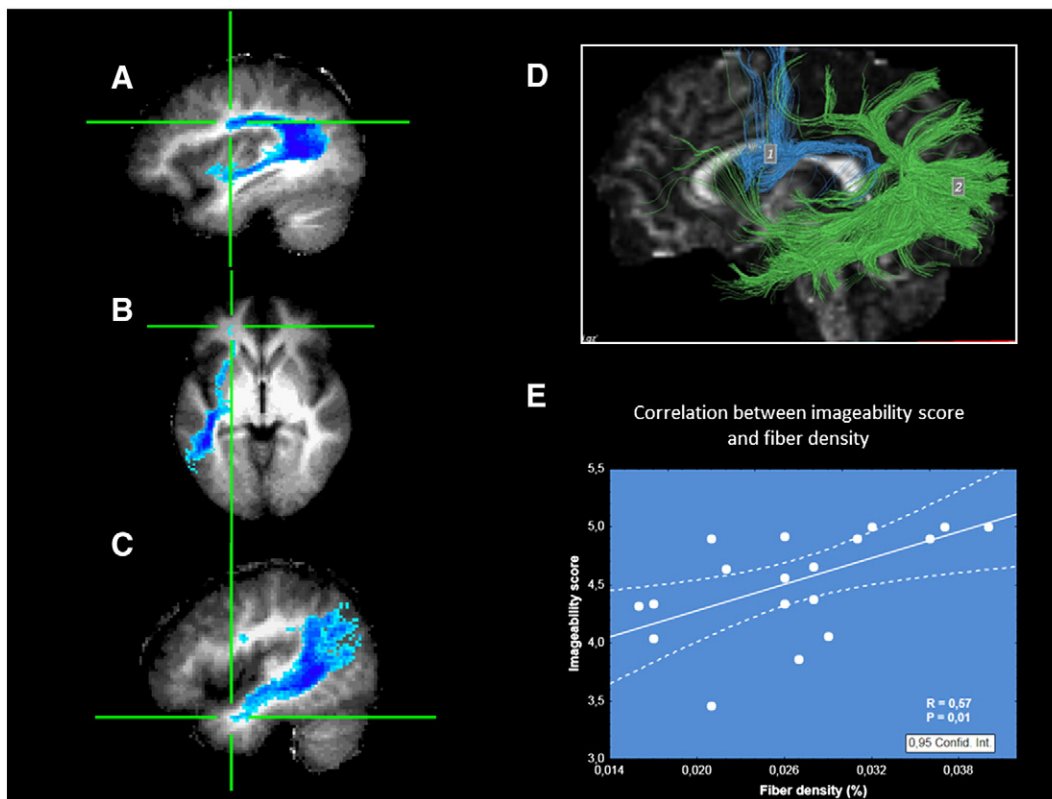 A
D
1
2
B
E
Correlation between imageability score
and fiber density
5,5
5,0
C
4,5
Imageability score
4,0
3,5
R = 0,57
P = 0,01
0,95 Confid. Int.
3,0
0,014 0,020 0,026 0,032 0,038
Fiber density (%)